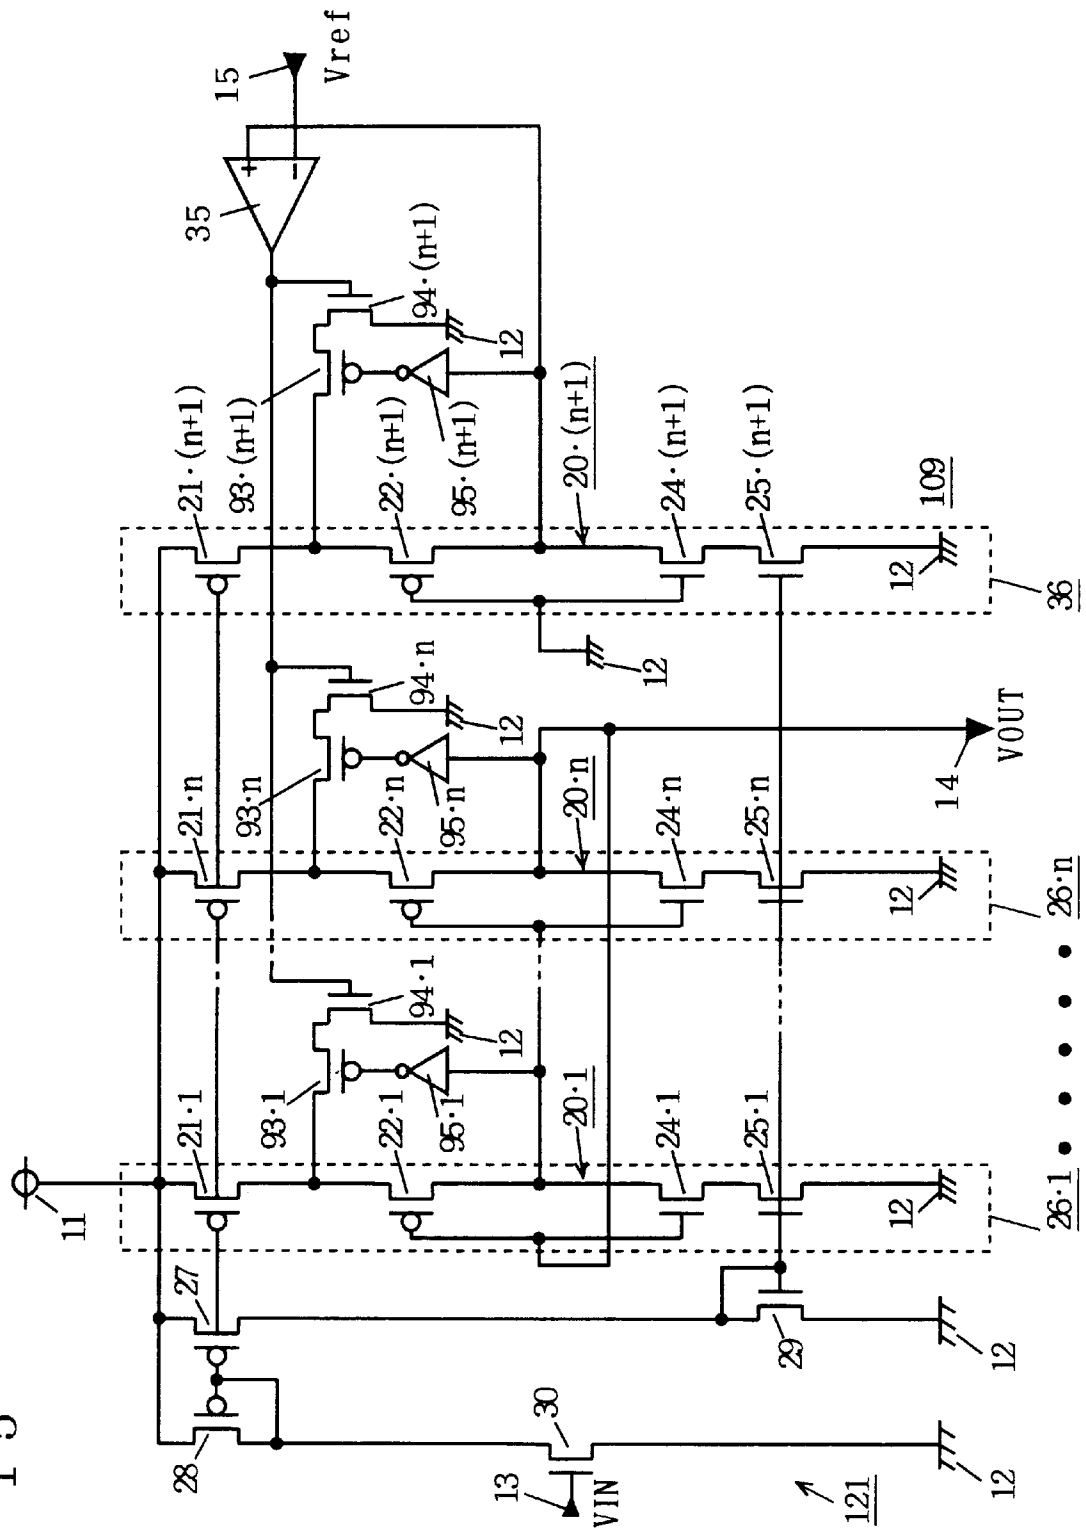 11
28
27
21·1
21·n
21·(n+1)
35
15
93·1
93·n
93·(n+1)
Vref
22·1
22·n
22·(n+1)
94·1
94·n
94·(n+1)
95·1
95·n
95·(n+1)
13
12
12
12
30
20·1
20·n
20·(n+1)
VIN
12
24·1
24·n
24·(n+1)
25·1
25·n
25·(n+1)
29
121
12
12
12
109
14
12
12
VOUT
26·1 • • • • • 26·n
36